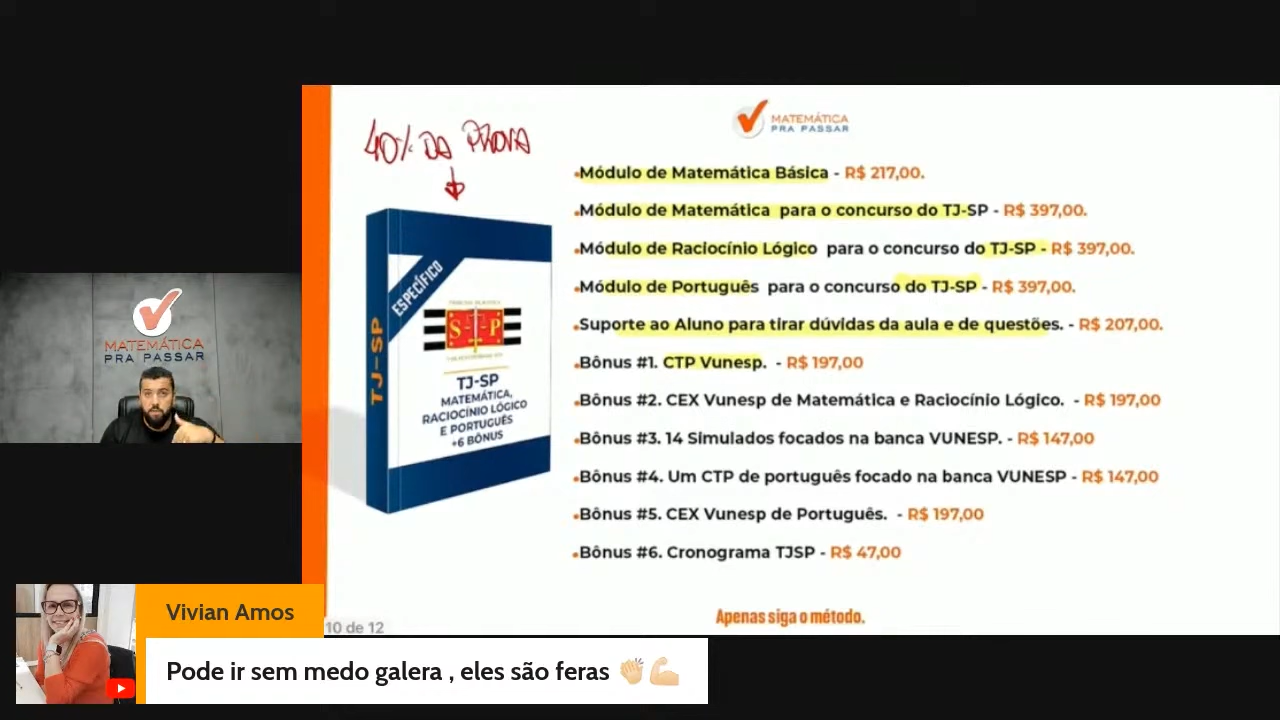 40% DA PROVA
MATEMÁTICA
PRA PASSAR
•Módulo de Matemática Básica - R$ 217,00.
•Módulo de Matemática para o concurso do TJ-SP - R$ 397,00.
•Módulo de Raciocínio Lógico para o concurso do TJ-SP - R$ 397,00.
•Módulo de Português para o concurso do TJ-SP - R$ 397,00.
•Suporte ao Aluno para tirar dúvidas da aula e de questões. - R$ 207,00.
•Bônus #1. CTP Vunesp. - R$ 197,00
•Bônus #2. CEX Vunesp de Matemática e Raciocínio Lógico. - R$ 197,00
•Bônus #3. 14 Simulados focados na banca VUNESP. - R$ 147,00
•Bônus #4. Um CTP de português focado na banca VUNESP - R$ 147,00
•Bônus #5. CEX Vunesp de Português. - R$ 197,00
•Bônus #6. Cronograma TJSP - R$ 47,00
Apenas siga o método.
ESPECÍFICO
TJ-SP
S P
TJ-SP
MATEMÁTICA,
RACIOCÍNIO LÓGICO
E PORTUGUÊS
+6 BÔNUS
10 de 12
MATEMÁTICA
PRA PASSAR
Vivian Amos
Pode ir sem medo galera , eles são feras 👏🏻💪🏻